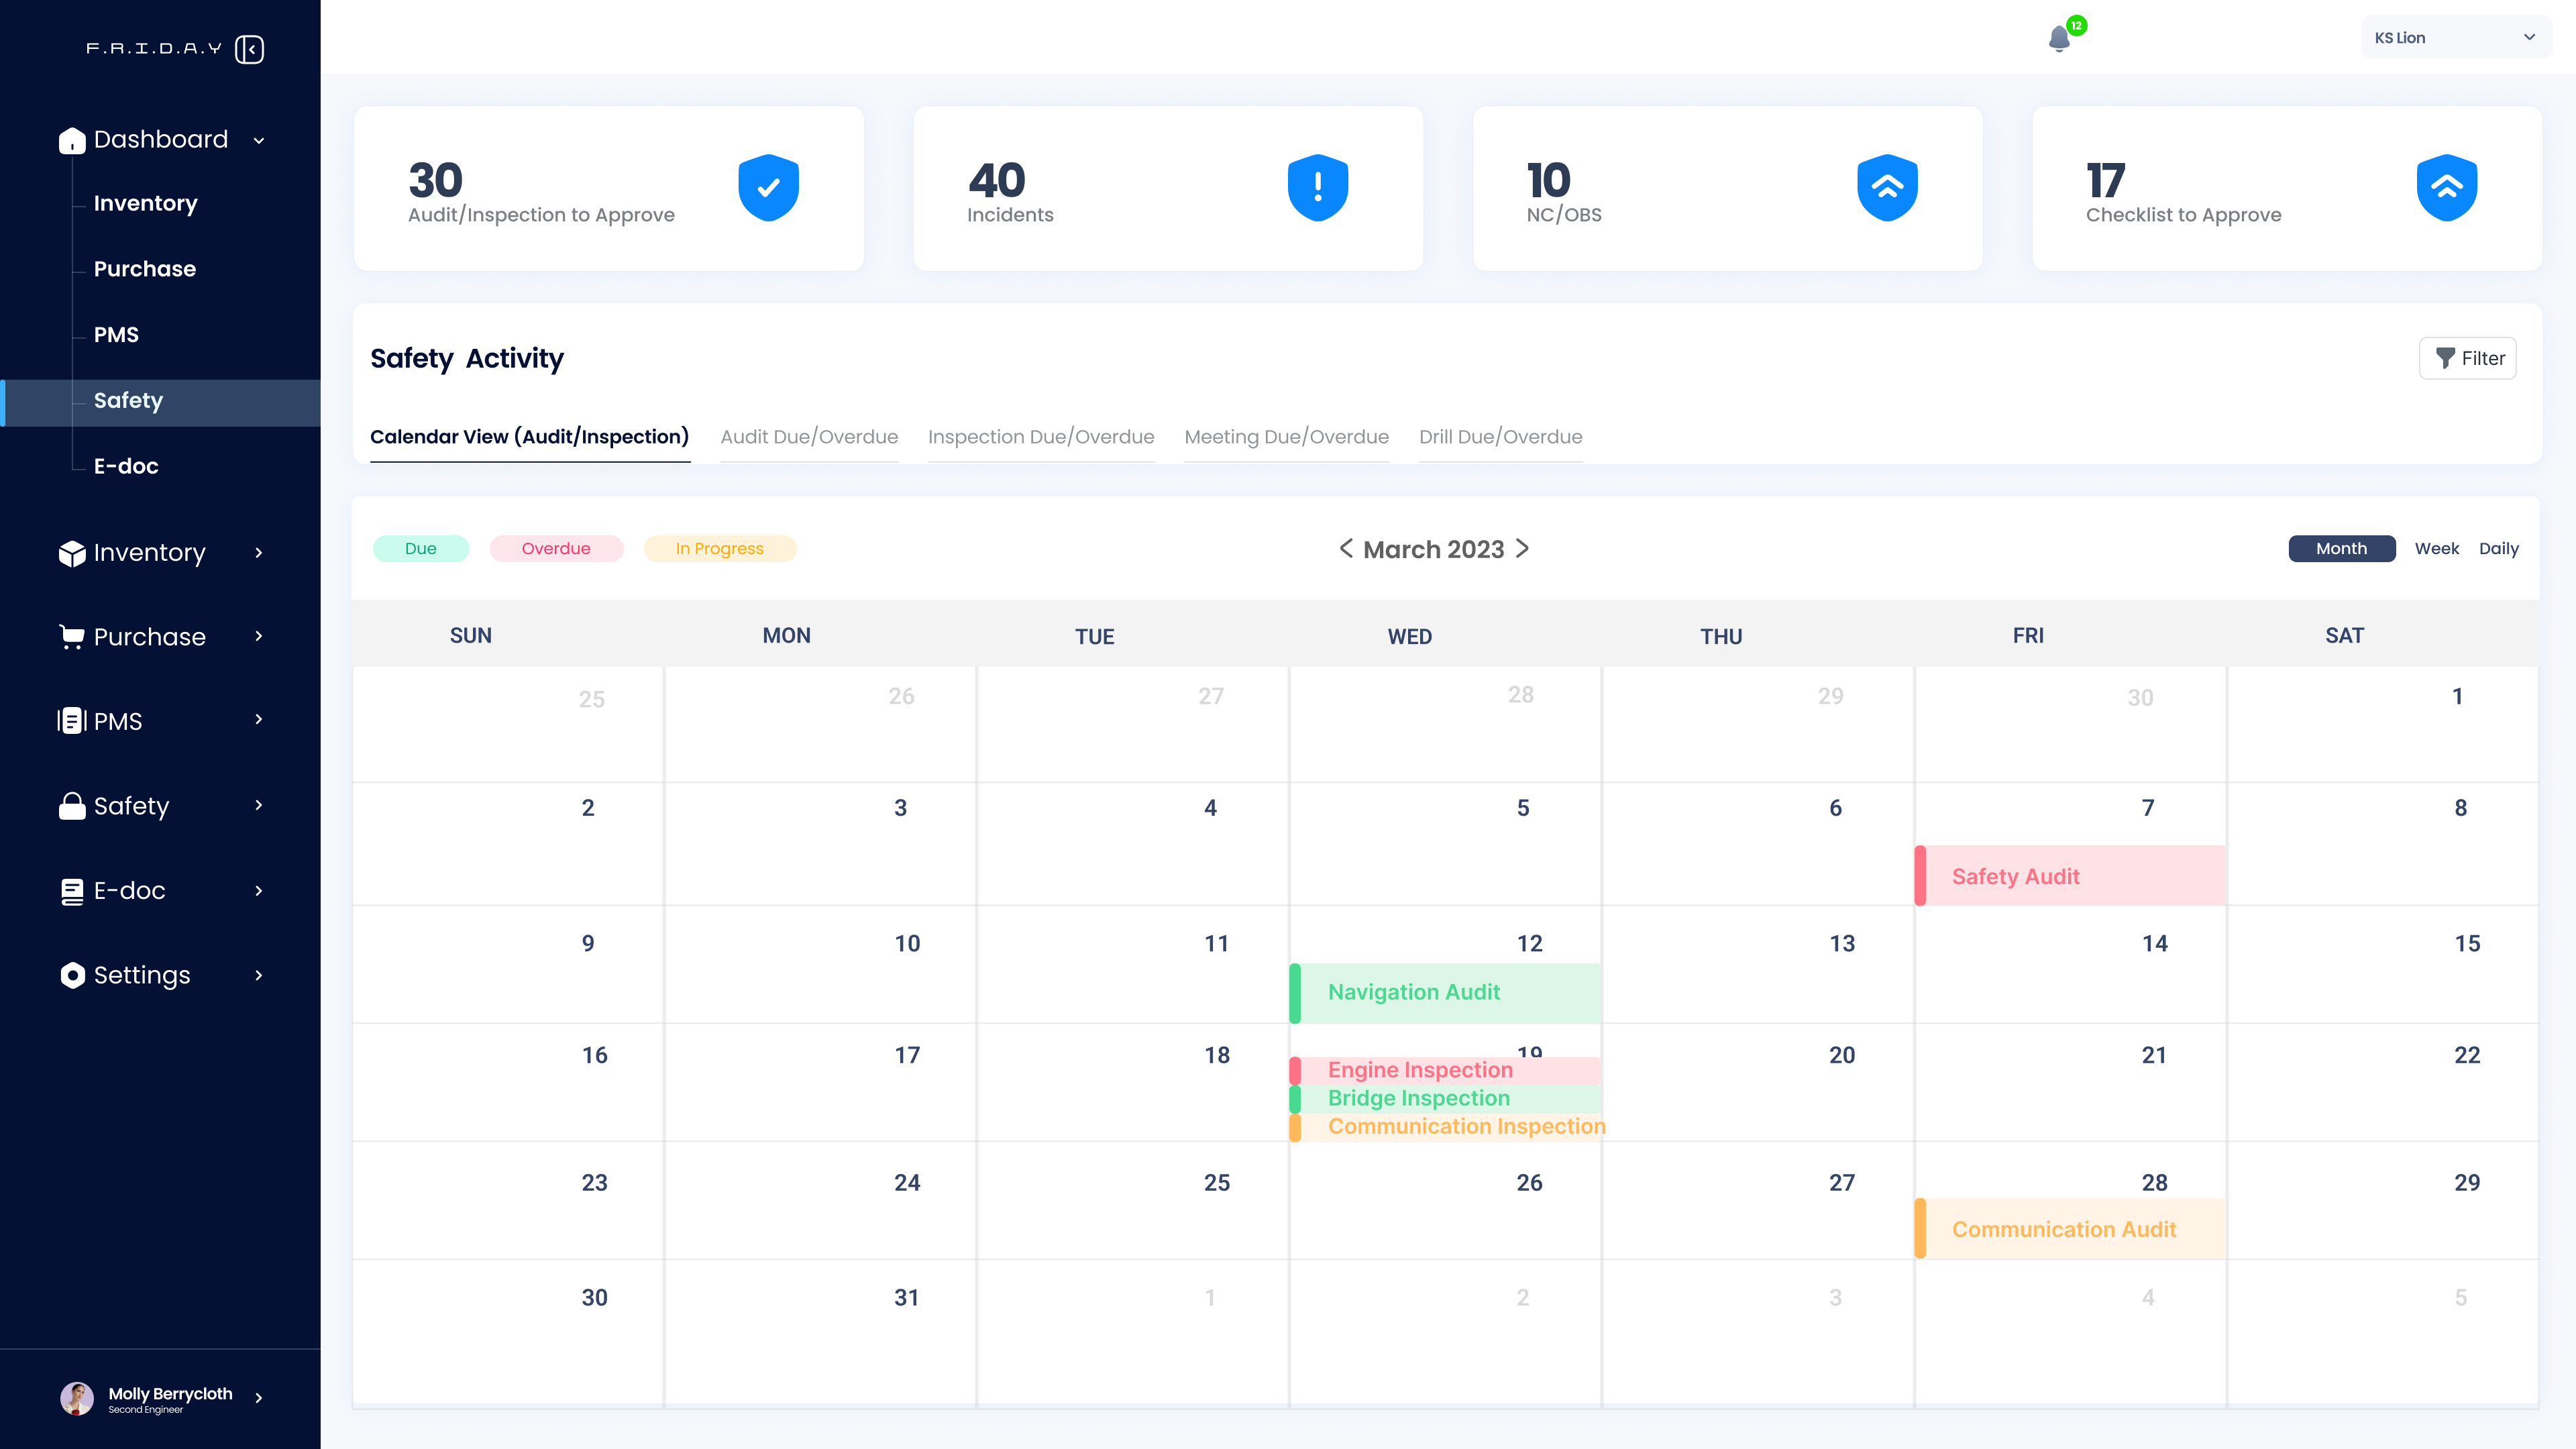 F.R.I.D.A.Y
12
KS Lion
Dashboard
Inventory
Purchase
PMS
Safety
E-doc
Inventory
Purchase
PMS
Safety
E-doc
Settings
Molly Berrycloth
Second Engineer
30
Audit/Inspection to Approve
40
Incidents
10
NC/OBS
17
Checklist to Approve
Safety Activity
Filter
Calendar View (Audit/Inspection) Audit Due/Overdue Inspection Due/Overdue Meeting Due/Overdue Drill Due/Overdue
Due Overdue In Progress
< March 2023 >
Month Week Daily
SUN MON TUE WED THU FRI SAT
25 26 27 28 29 30 1
2 3 4 5 6 7 8
Safety Audit
9 10 11 12 13 14 15
Navigation Audit
16 17 18 19 20 21 22
Engine Inspection
Bridge Inspection
Communication Inspection
23 24 25 26 27 28 29
Communication Audit
30 31 1 2 3 4 5